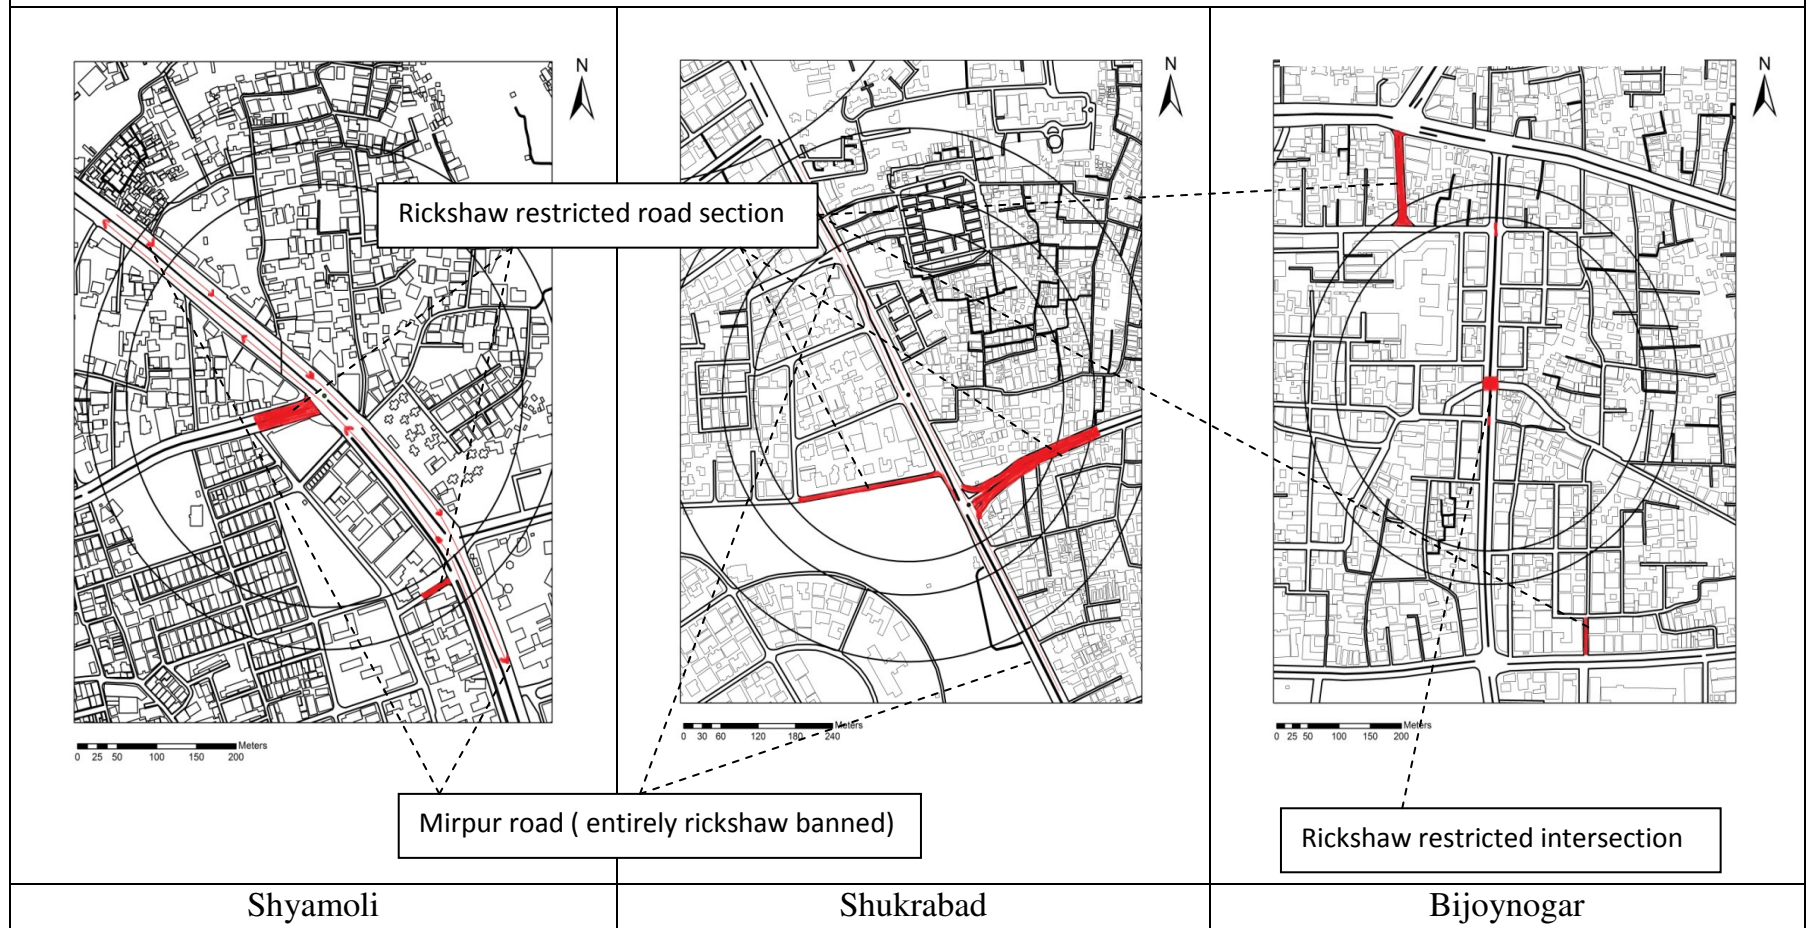 N
N
N
Rickshaw restricted road section
Meters
0 25 50 100 150 200
Meters
0 30 60 120 180 240
Meters
0 25 50 100 150 200
Mirpur road ( entirely rickshaw banned)
Rickshaw restricted intersection
Shyamoli
Shukrabad
Bijoynogar